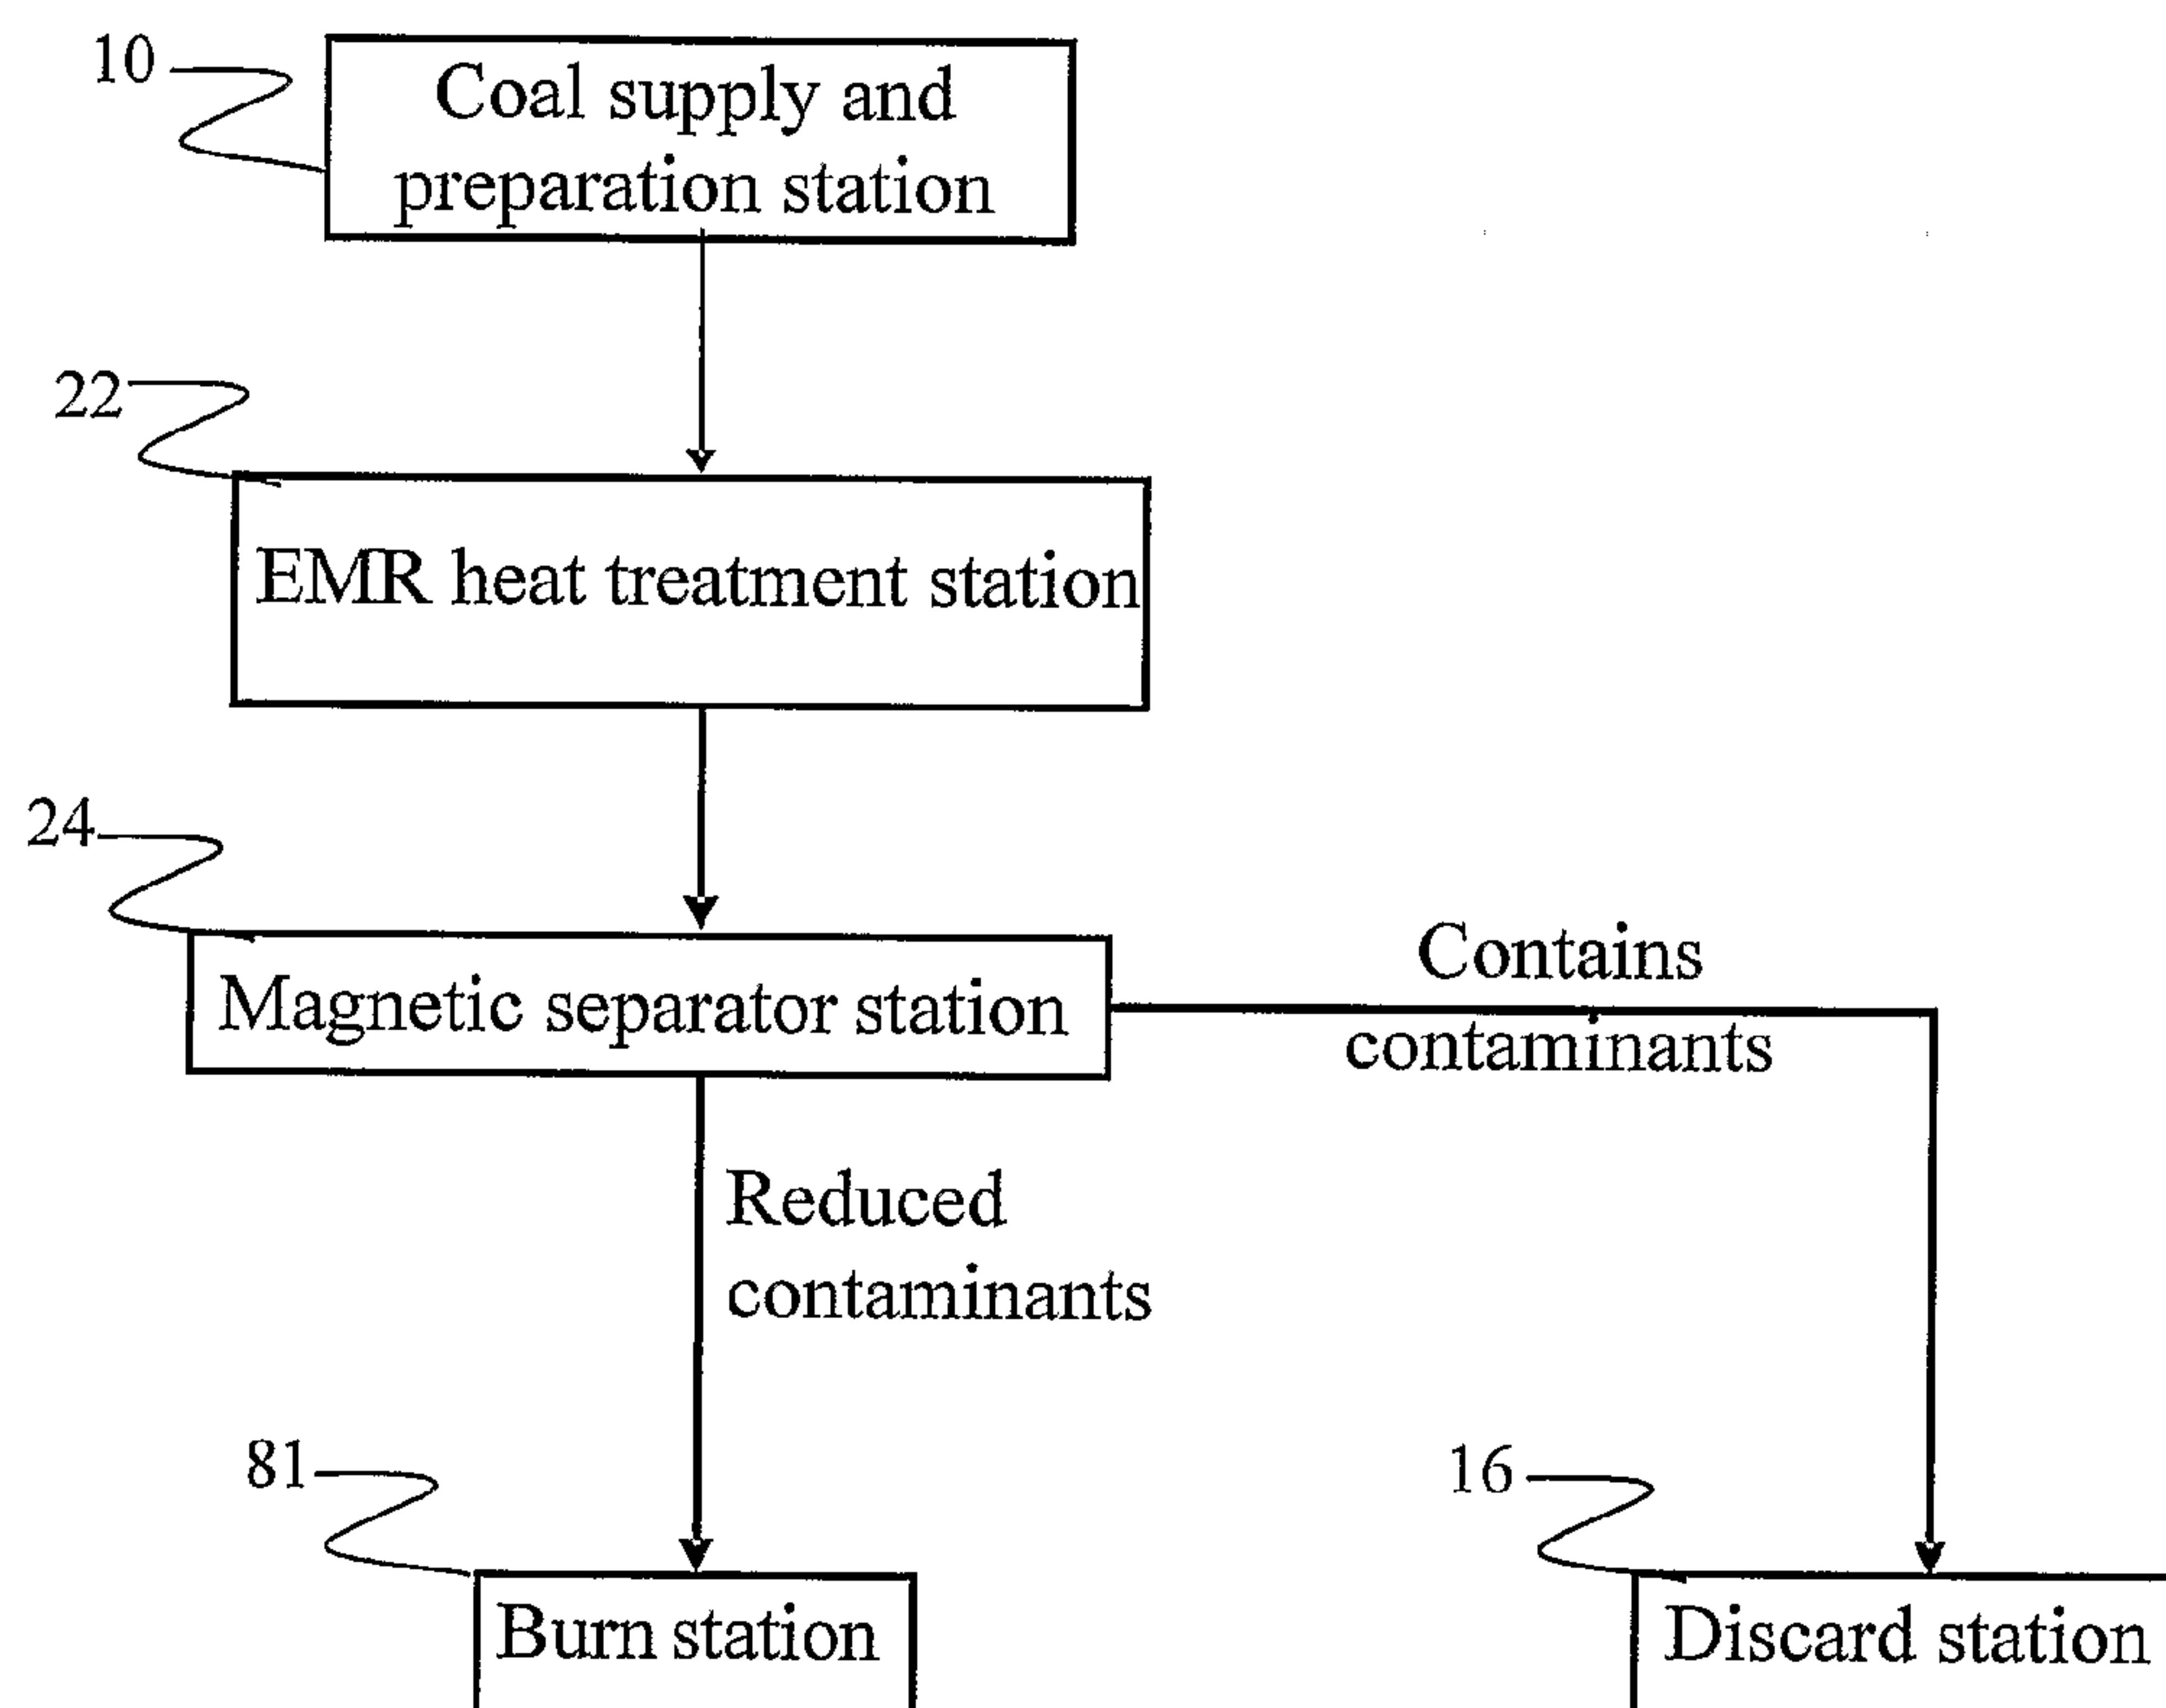 10
Coal supply and
preparation station
22
EMR heat treatment station
24
Magnetic separator station
Contains
contaminants
Reduced
contaminants
81
Burn station
16
Discard station